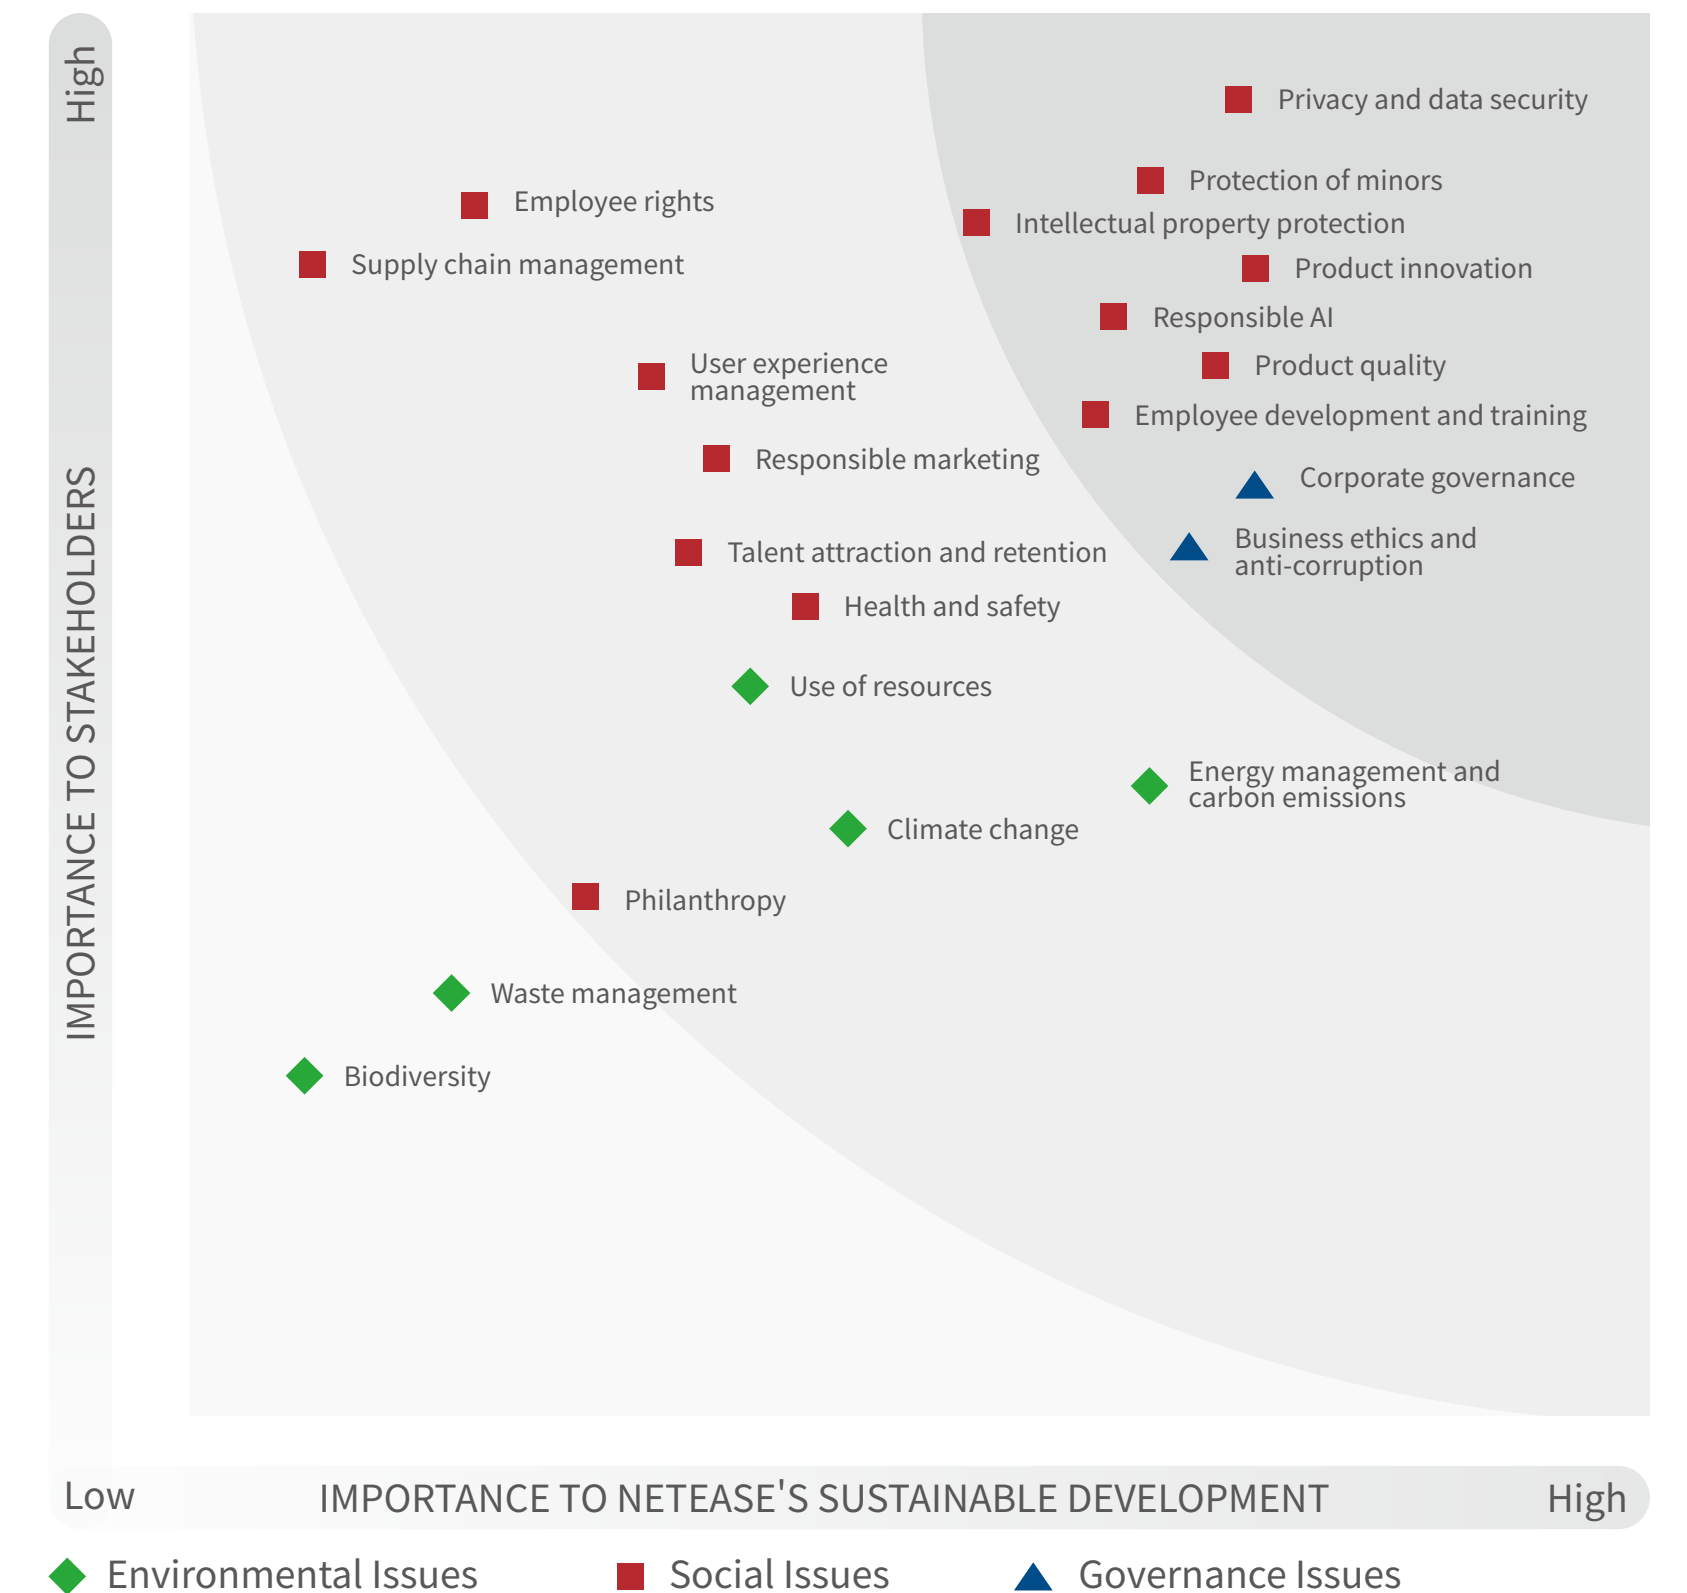 High
IMPORTANCE TO STAKEHOLDERS
Privacy and data security
Protection of minors
Employee rights
Intellectual property protection
Supply chain management
Product innovation
Responsible AI
User experience
management
Product quality
Employee development and training
Responsible marketing
Corporate governance
Business ethics and
anti-corruption
Talent attraction and retention
Health and safety
Use of resources
Energy management and
carbon emissions
Climate change
Philanthropy
Waste management
Biodiversity
Low
IMPORTANCE TO NETEASE'S SUSTAINABLE DEVELOPMENT
High
Environmental Issues
Social Issues
Governance Issues